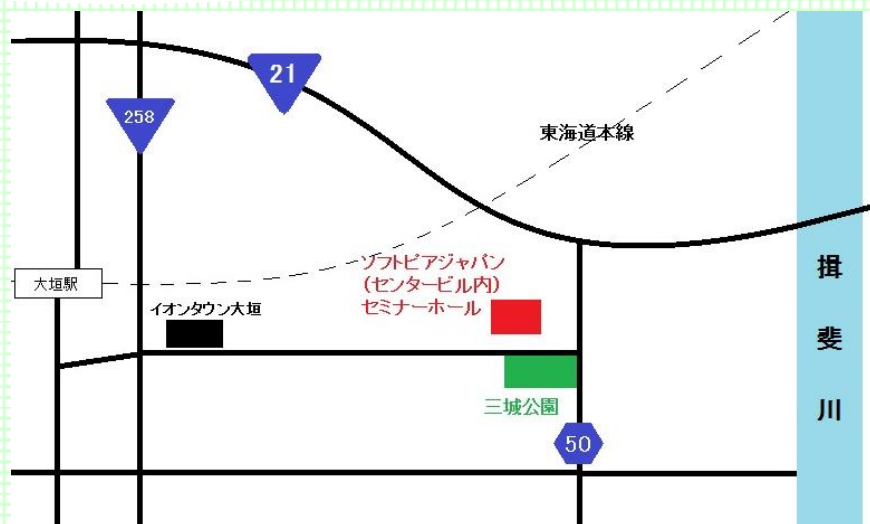 21
258
東海道本線
大垣駅
イオンタウン大垣
ソフトピアジャパン
(センタービル内)
セミナーホール
揖斐川
三城公園
50